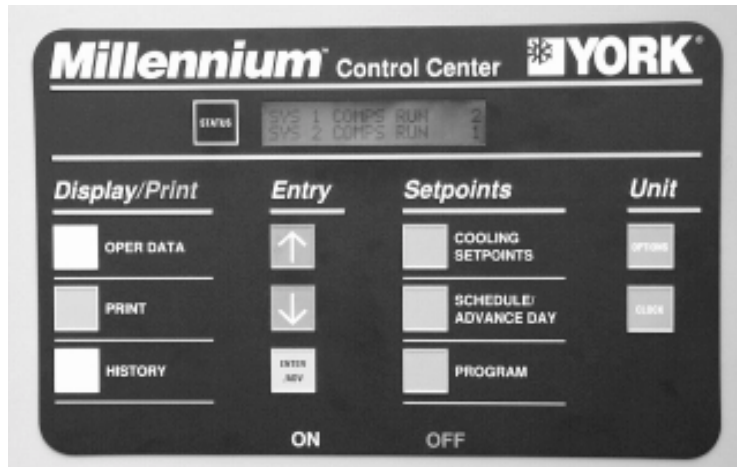 Millennium™ Control Center YORK®
STATUS
SYS 1 COMPS RUN 2
SYS 2 COMPS RUN 1
Display/Print Entry Setpoints Unit
OPER DATA
COOLING
SETPOINTS
OPTIONS
PRINT
SCHEDULE/
ADVANCE DAY
CLOCK
HISTORY
ENTER
/ADV
PROGRAM
ON OFF